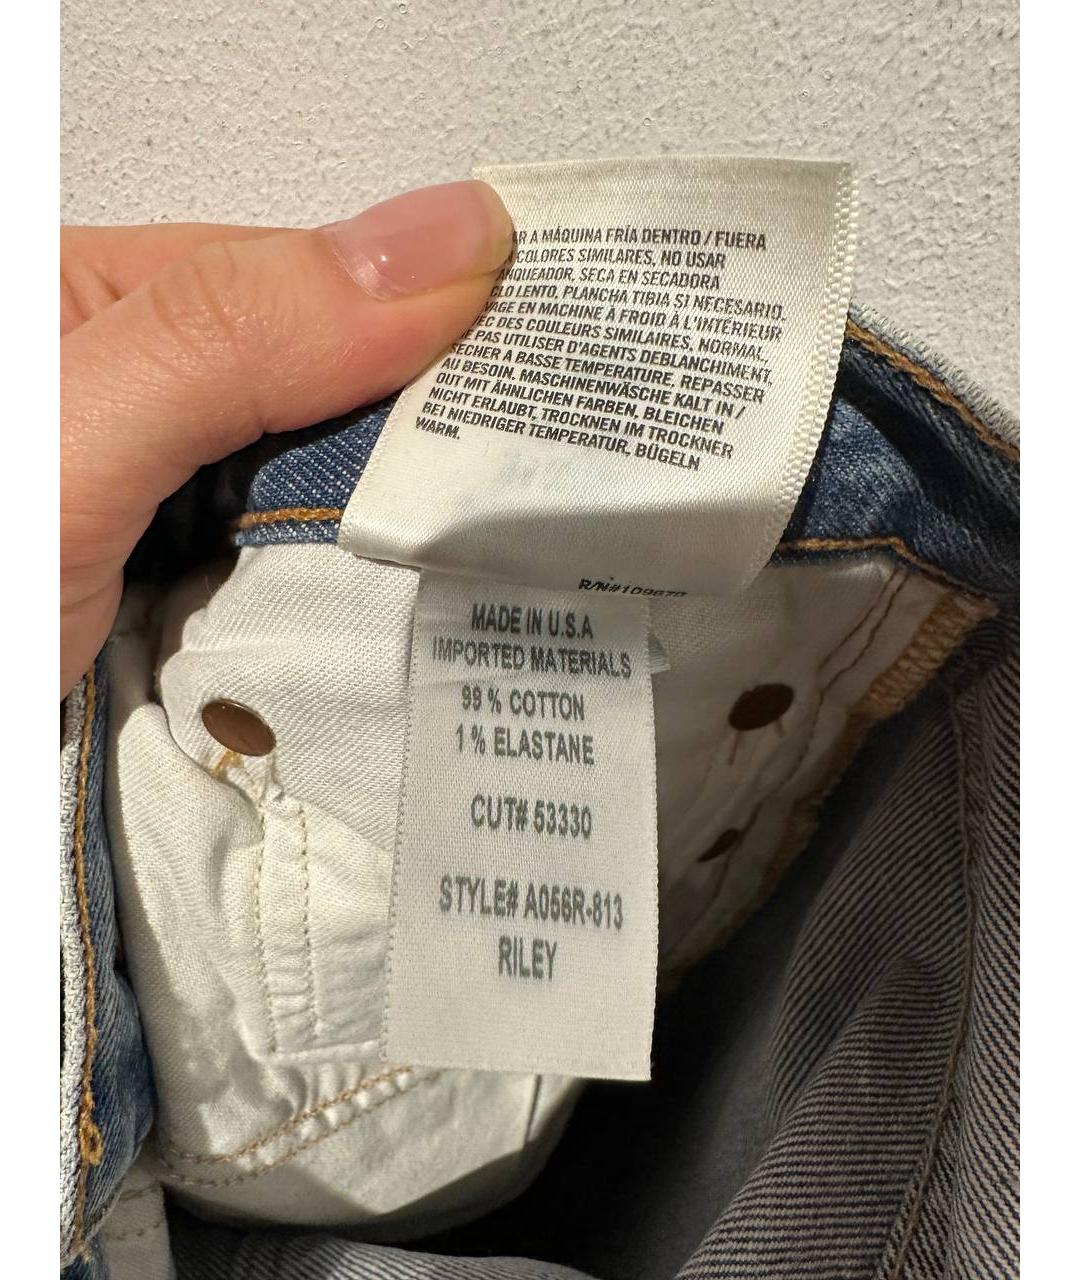 A MÁQUINA FRÍA DENTRO / FUERA
COLORES SIMILARES, NO USAR
SECA EN SECADORA
LENTO, PLANCHA TIBIA SI NECESARIO.
EN MACHINE À FROID À L'INTÉRIEUR
DES COULEURS SIMILAIRES, NORMAL,
PAS UTILISER D'AGENTS DEBLANCHIMENT,
SECHER A BASSE TEMPERATURE, REPASSER
AU BESOIN. MASCHINENWÄSCHE KALT IN /
OUT MIT ÄHNLICHEN FARBEN, BLEICHEN
NICHT ERLAUBT, TROCKNEN IM TROCKNER
BEI NIEDRIGER TEMPERATUR, BÜGELN
WARM.
MADE IN U.S.A
IMPORTED MATERIALS
99 % COTTON
1 % ELASTANE
CUT# 53330
STYLE# A056R-813
RILEY